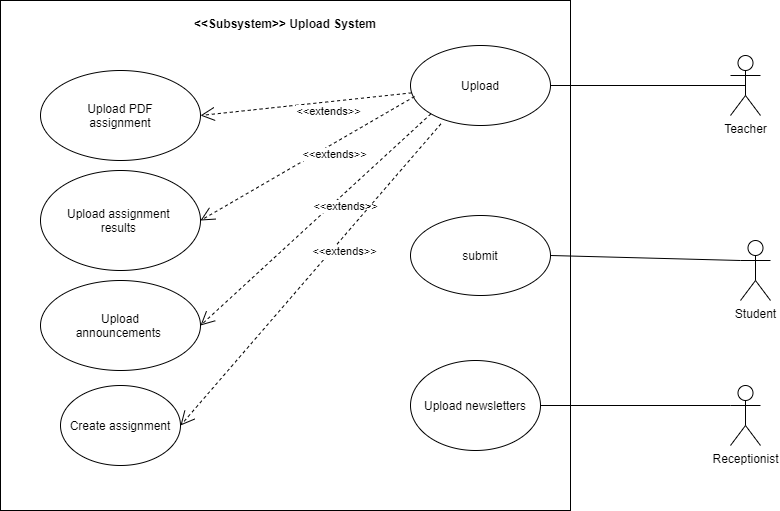 <<Subsystem>> Upload System
Upload
Upload PDF
assignment
<<extends>>
Teacher
<<extends>>
Upload assignment
results
<<extends>>
<<extends>>
submit
Student
Upload
announcements
Upload newsletters
Create assignment
Receptionist